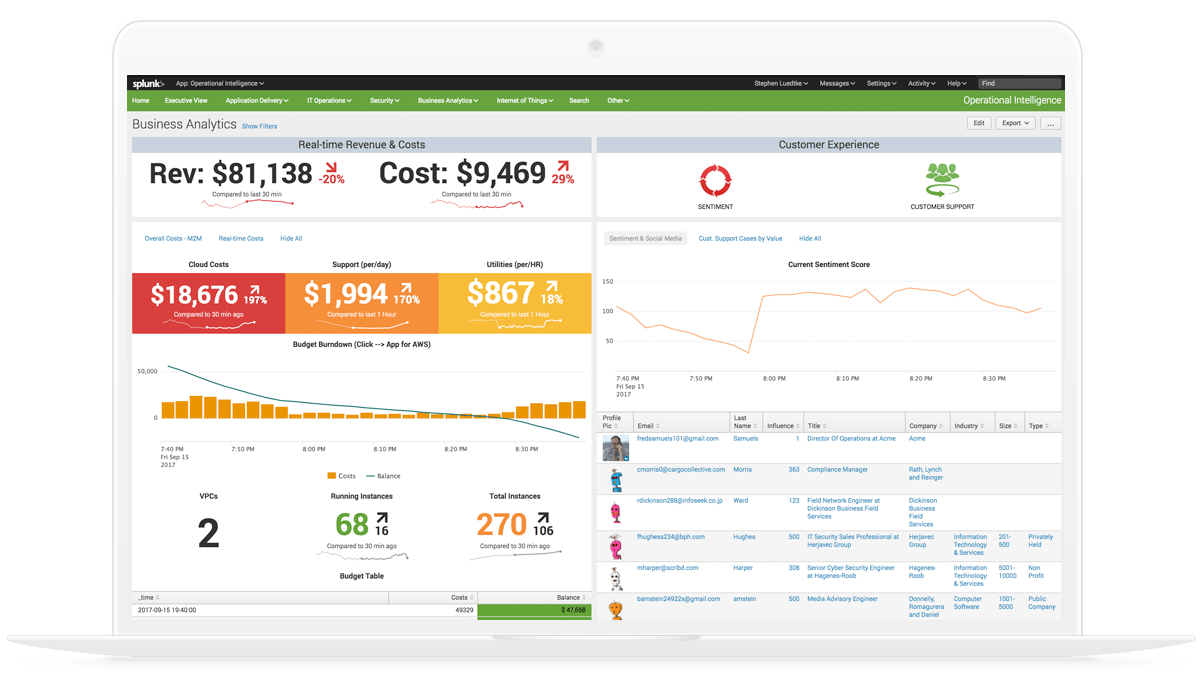 splunk> App: Operational Intelligence Stephen Luedtke Messages Settings Activity Help Find
Home Executive View Application Delivery IT Operations Security Business Analytics Internet of Things Search Other Operational Intelligence
Business Analytics Show Filters Edit Export ...
Real-time Revenue & Costs
Rev: $81,138 -20%
Compared to last 30 min
Cost: $9,469 29%
Compared to last 30 min
Customer Experience
SENTIMENT
CUSTOMER SUPPORT
Overall Costs - M2M Real-time Costs Hide All
Cloud Costs
$18,676 197%
Compared to 30 min ago
Support (per/day)
$1,994 170%
Compared to last 1 Hour
Utilities (per/HR)
$867 18%
Compared to last 1 Hour
Budget Burndown (Click --> App for AWS)
50,000
0
7:40 PM 7:50 PM 8:00 PM 8:10 PM 8:20 PM 8:30 PM
Fri Sep 15
2017
Costs Balance
VPCs
2
Running Instances
68 16
Compared to 30 min ago
Total Instances
270 106
Compared to 30 min ago
Budget Table
_time Costs Balance
2017-09-15 19:40:00 49329 $ 47,668
Sentiment & Social Media Cust. Support Cases by Value Hide All
Current Sentiment Score
150
100
50
7:40 PM 7:50 PM 8:00 PM 8:10 PM 8:20 PM 8:30 PM
Fri Sep 15
2017
Profile Last
Pic Email Name Influence Title Company Industry Size Type
fredsamuels101@gmail.com Samuels 1 Director Of Operations at Acme Acme
cmorris0@cargocollective.com Morris 363 Compliance Manager Rath, Lynch
and Reinger
rdickinson288@infoseek.co.jp Ward 123 Field Network Engineer at Dickinson
Dickinson Business Field Business
Services Field
Services
fhughess234@bph.com Hughes 500 IT Security Sales Professional at Herjavec Information 201- Privately
Herjavec Group Group Technology 500 Held
& Services
mharper@scribd.com Harper 308 Senior Cyber Security Engineer Hagenes- Information 5001- Non
at Hagenes-Roob Roob Technology 10000 Profit
& Services
bamstein24922s@gmail.com amstein 500 Media Advisory Engineer Donnelly, Computer 1001- Public
Romagurera Software 5000 Company
and Daniel